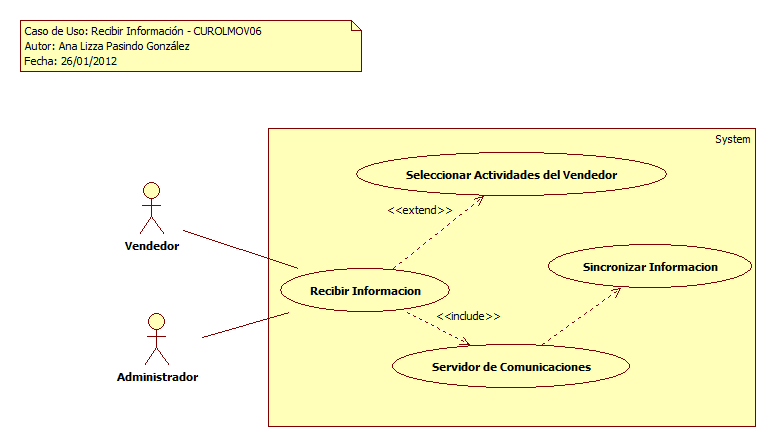 Caso de Uso: Recibir Información - CUROLMOV06
Autor: Ana Lizza Pasindo González
Fecha: 26/01/2012
System
Seleccionar Actividades del Vendedor
<<extend>>
Vendedor
Sincronizar Informacion
Recibir Informacion
<<include>>
Servidor de Comunicaciones
Administrador